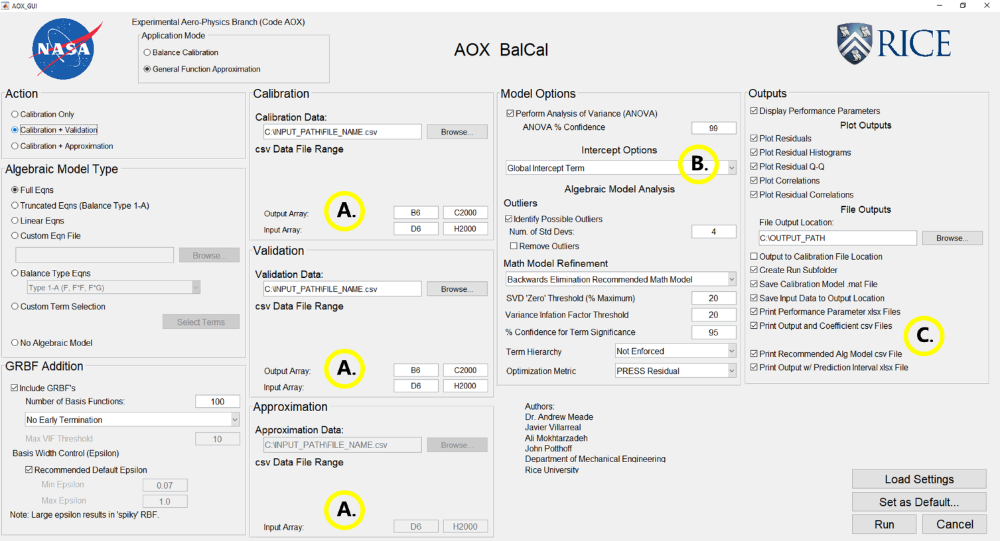 AOX_GUI
NASA
Experimental Aero-Physics Branch (Code AOX)
Application Mode
Balance Calibration
General Function Approximation
AOX BalCal
RICE
Action
Calibration Only
Calibration + Validation
Calibration + Approximation
Algebraic Model Type
Full Eqns
Truncated Eqns (Balance Type 1-A)
Linear Eqns
Custom Eqn File
Browse...
Balance Type Eqns
Type 1-A (F, F*F, F*G)
Custom Term Selection
Select Terms
No Algebraic Model
GRBF Addition
Include GRBF's
Number of Basis Functions: 100
No Early Termination
Max VIF Threshold 10
Basis Width Control (Epsilon)
Recommended Default Epsilon
Min Epsilon 0.07
Max Epsilon 1.0
Note: Large epsilon results in 'spiky' RBF.
Calibration
Calibration Data:
C:\INPUT_PATH\FILE_NAME.csv Browse...
csv Data File Range
A.
Output Array: B6 C2000
Input Array: D6 H2000
Validation
Validation Data:
C:\INPUT_PATH\FILE_NAME.csv Browse...
csv Data File Range
A.
Output Array: B6 C2000
Input Array: D6 H2000
Approximation
Approximation Data:
C:\INPUT_PATH\FILE_NAME.csv Browse...
csv Data File Range
A.
Input Array: D6 H2000
Model Options
Perform Analysis of Variance (ANOVA)
ANOVA % Confidence 99
Intercept Options
B.
Global Intercept Term
Algebraic Model Analysis
Outliers
Identify Possible Outliers
Num. of Std Devs: 4
Remove Outliers
Math Model Refinement
Backwards Elimination Recommended Math Model
SVD 'Zero' Threshold (% Maximum) 20
Variance Infation Factor Threshold 20
% Confidence for Term Significance 95
Term Hierarchy Not Enforced
Optimization Metric PRESS Residual
Authors:
Dr. Andrew Meade
Javier Villarreal
Ali Mokhtarzadeh
John Potthoff
Department of Mechanical Engineering
Rice University
Outputs
Display Performance Parameters
Plot Outputs
Plot Residuals
Plot Residual Histograms
Plot Residual Q-Q
Plot Correlations
Plot Residual Correlations
File Outputs
File Output Location:
C:\OUTPUT_PATH Browse...
Output to Calibration File Location
Create Run Subfolder
Save Calibration Model .mat File
Save Input Data to Output Location
Print Performance Parameter xlsx Files
Print Output and Coefficient csv Files
C.
Print Recommended Alg Model csv File
Print Output w/ Prediction Interval xlsx File
Load Settings
Set as Default...
Run Cancel